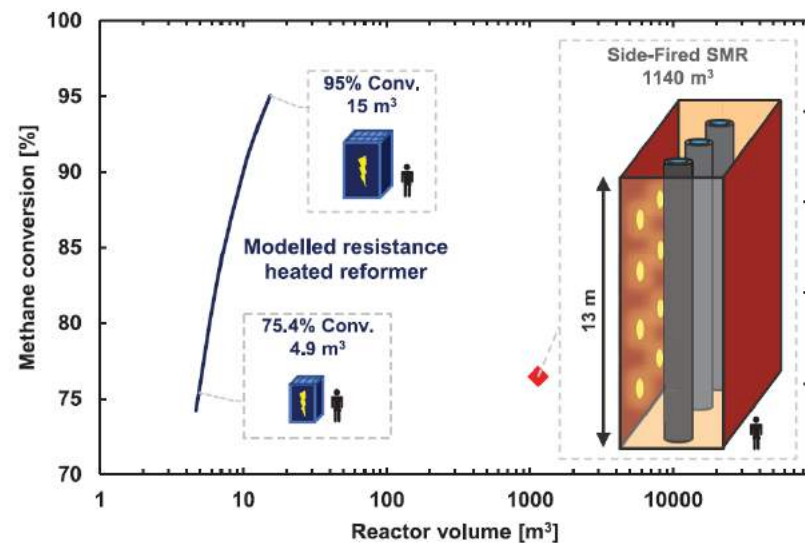 Methane conversion [%]
100
95
90
85
80
75
70
95% Conv.
15 m³
Modelled resistance
heated reformer
75.4% Conv.
4.9 m³
Side-Fired SMR
1140 m³
13 m
1
10
100
1000
10000
Reactor volume [m³]